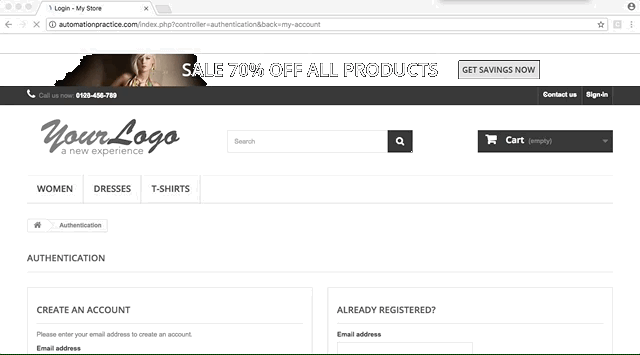 Login - My Store
automationpractice.com/index.php?controller=authentication&back=my-account
SALE 70% OFF ALL PRODUCTS
GET SAVINGS NOW
Call us now: 0123-456-789
Contact us
Sign in
YourLogo
a new experience
Search
Cart (empty)
WOMEN
DRESSES
T-SHIRTS
Authentication
AUTHENTICATION
CREATE AN ACCOUNT
Please enter your email address to create an account.
Email address
ALREADY REGISTERED?
Email address